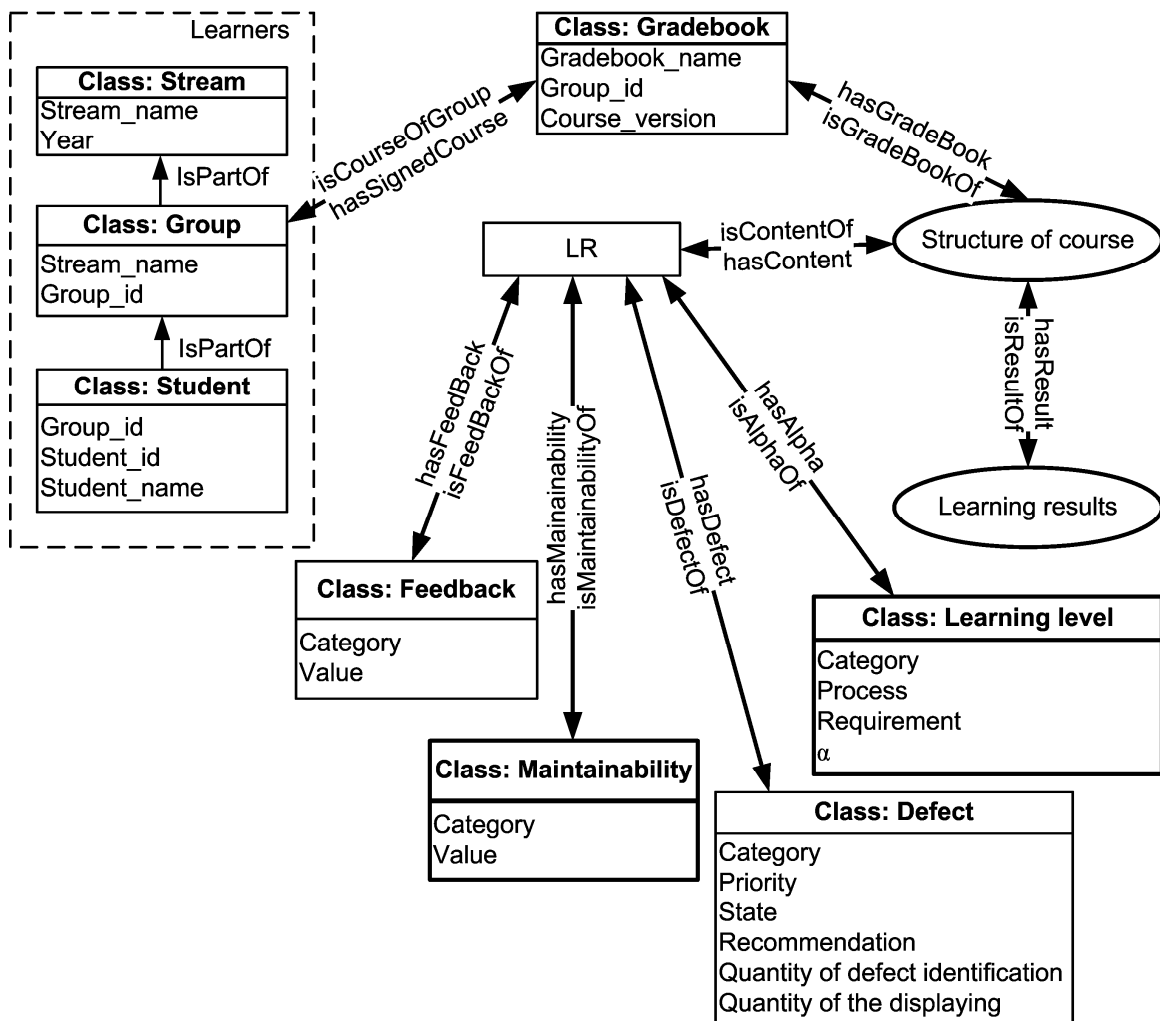 Learners
Class: Stream
Stream_name
Year
IsPartOf
Class: Group
Stream_name
Group_id
IsPartOf
Class: Student
Group_id
Student_id
Student_name
Class: Gradebook
Gradebook_name
Group_id
Course_version
isCourseOfGroup
hasSignedCourse
hasGradeBook
isGradeBookOf
LR
isContentOf
hasContent
Structure of course
hasResult
isResultOf
Learning results
hasFeedBack
isFeedBackOf
hasMainainability
isMaintainabilityOf
hasDefect
isDefectOf
hasAlpha
isAlphaOf
Class: Feedback
Category
Value
Class: Maintainability
Category
Value
Class: Learning level
Category
Process
Requirement
α
Class: Defect
Category
Priority
State
Recommendation
Quantity of defect identification
Quantity of the displaying